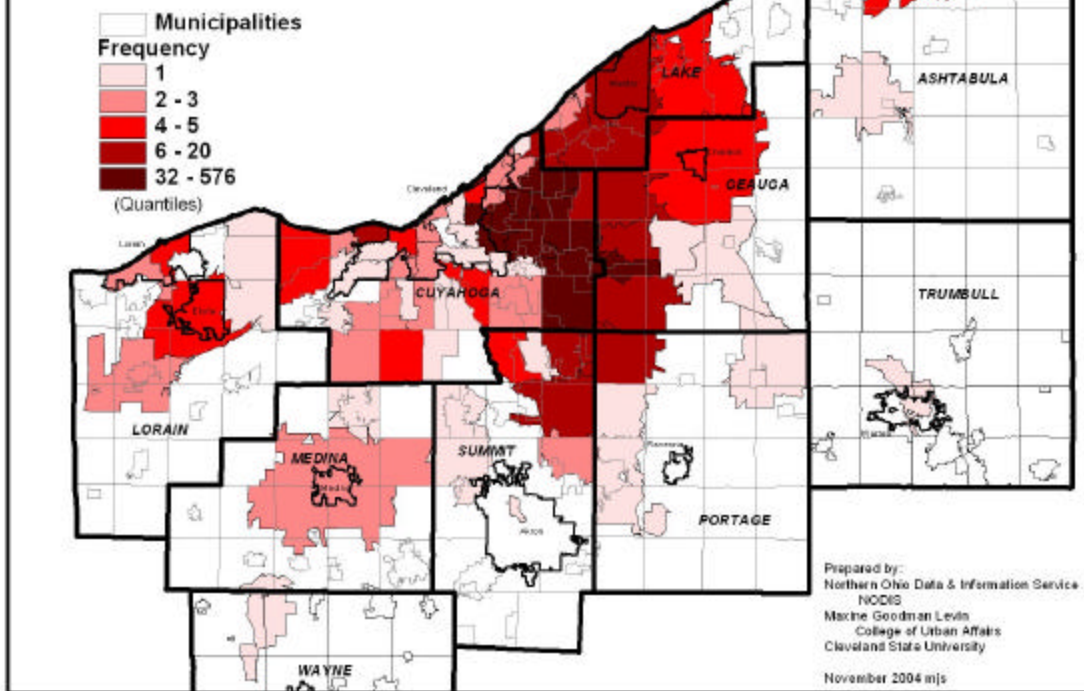 Municipalities
Frequency
1
2 - 3
4 - 5
6 - 20
32 - 576
(Quantiles)
LAKE
ASHTABULA
GEAUGA
Cleveland
Lorain
CUYAHOGA
TRUMBULL
Elyria
LORAIN
MEDINA
Medina
SUMMIT
Ravenna
Akron
PORTAGE
WAYNE
Prepared by:
Northern Ohio Data & Information Service
NODIS
Maxine Goodman Levin
College of Urban Affairs
Cleveland State University
November 2004 mjs